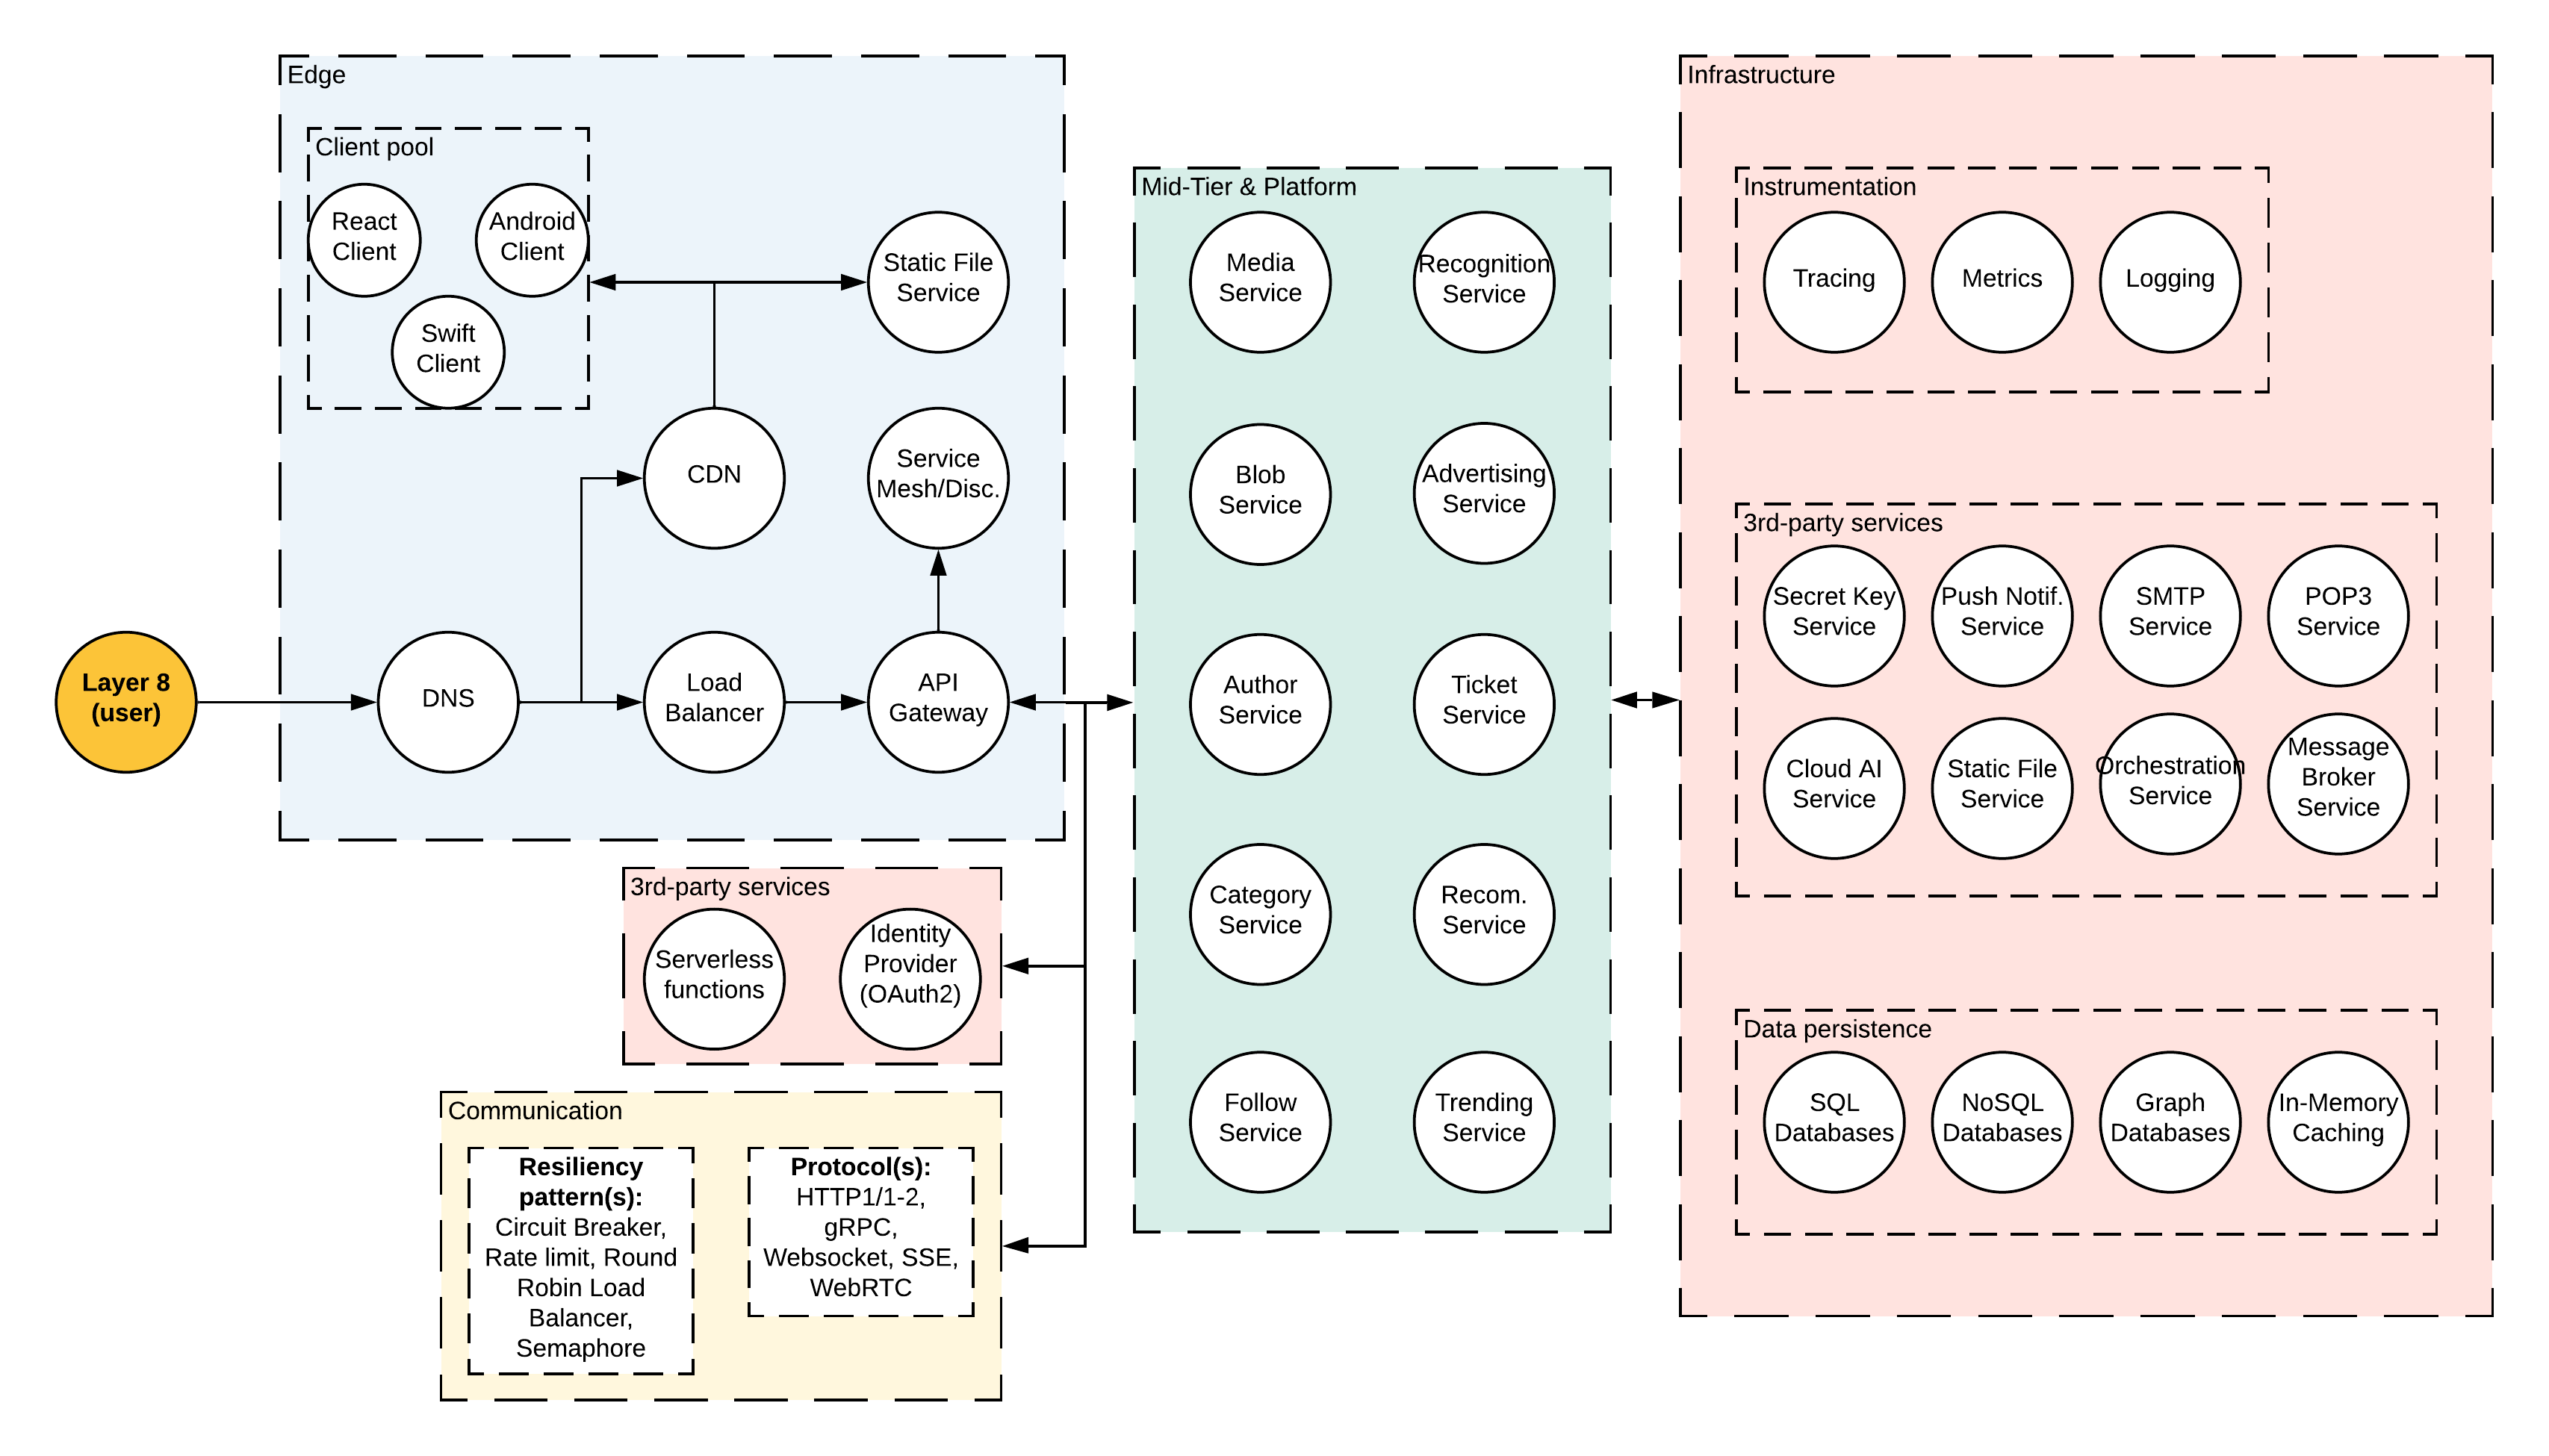 Edge
Client pool
React
Client
Android
Client
Swift
Client
Static File
Service
CDN
Service
Mesh/Disc.
Layer 8
(user)
DNS
Load
Balancer
API
Gateway
3rd-party services
Serverless
functions
Identity
Provider
(OAuth2)
Communication
Resiliency
pattern(s):
Circuit Breaker,
Rate limit, Round
Robin Load
Balancer,
Semaphore
Protocol(s):
HTTP1/1-2,
gRPC,
Websocket, SSE,
WebRTC
Mid-Tier & Platform
Media
Service
Recognition
Service
Blob
Service
Advertising
Service
Author
Service
Ticket
Service
Category
Service
Recom.
Service
Follow
Service
Trending
Service
Infrastructure
Instrumentation
Tracing
Metrics
Logging
3rd-party services
Secret Key
Service
Push Notif.
Service
SMTP
Service
POP3
Service
Cloud AI
Service
Static File
Service
Orchestration
Service
Message
Broker
Service
Data persistence
SQL
Databases
NoSQL
Databases
Graph
Databases
In-Memory
Caching